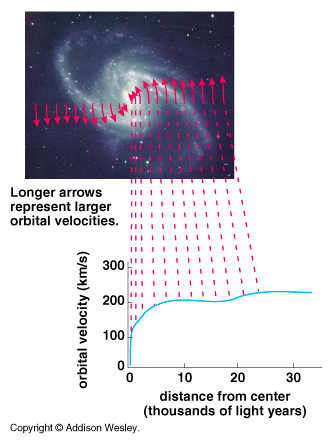 Longer arrows
represent larger
orbital velocities.
orbital velocity (km/s)
300
200
100
0
0
10
20
30
distance from center
(thousands of light years)
Copyright © Addison Wesley.